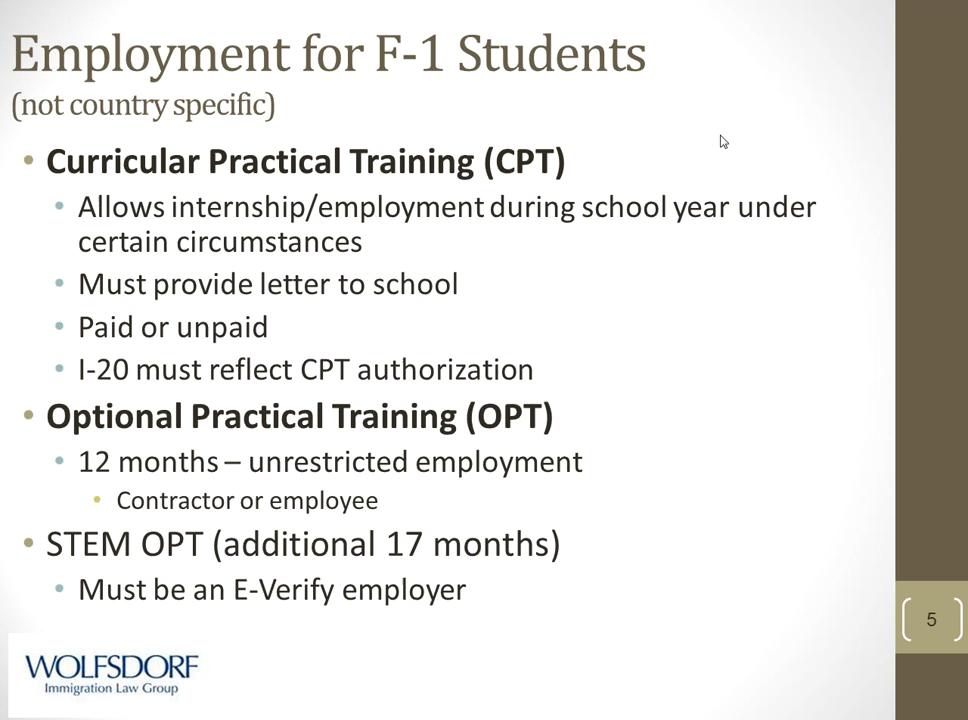 Employment for F-1 Students
(not country specific)
• Curricular Practical Training (CPT)
• Allows internship/employment during school year under
certain circumstances
• Must provide letter to school
• Paid or unpaid
• I-20 must reflect CPT authorization
• Optional Practical Training (OPT)
• 12 months – unrestricted employment
• Contractor or employee
• STEM OPT (additional 17 months)
• Must be an E-Verify employer
5
WOLFSDORF
Immigration Law Group